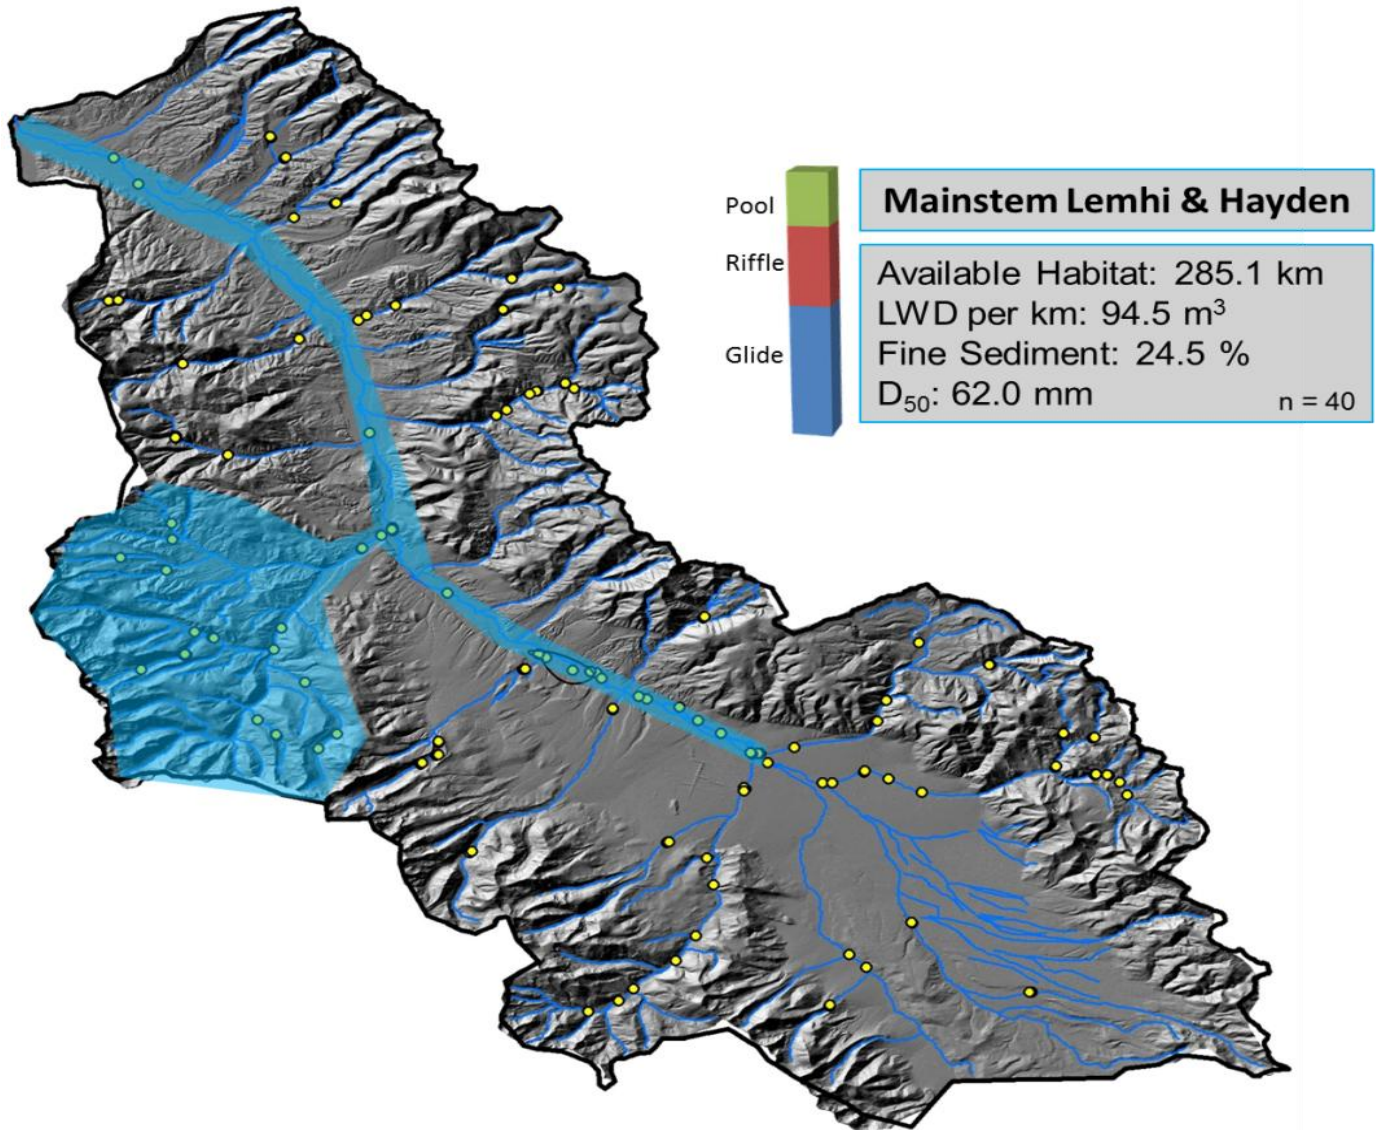 Mainstem Lemhi & Hayden
Pool
Riffle
Glide
Available Habitat: 285.1 km
LWD per km: 94.5 m³
Fine Sediment: 24.5 %
D₅₀: 62.0 mm
n = 40